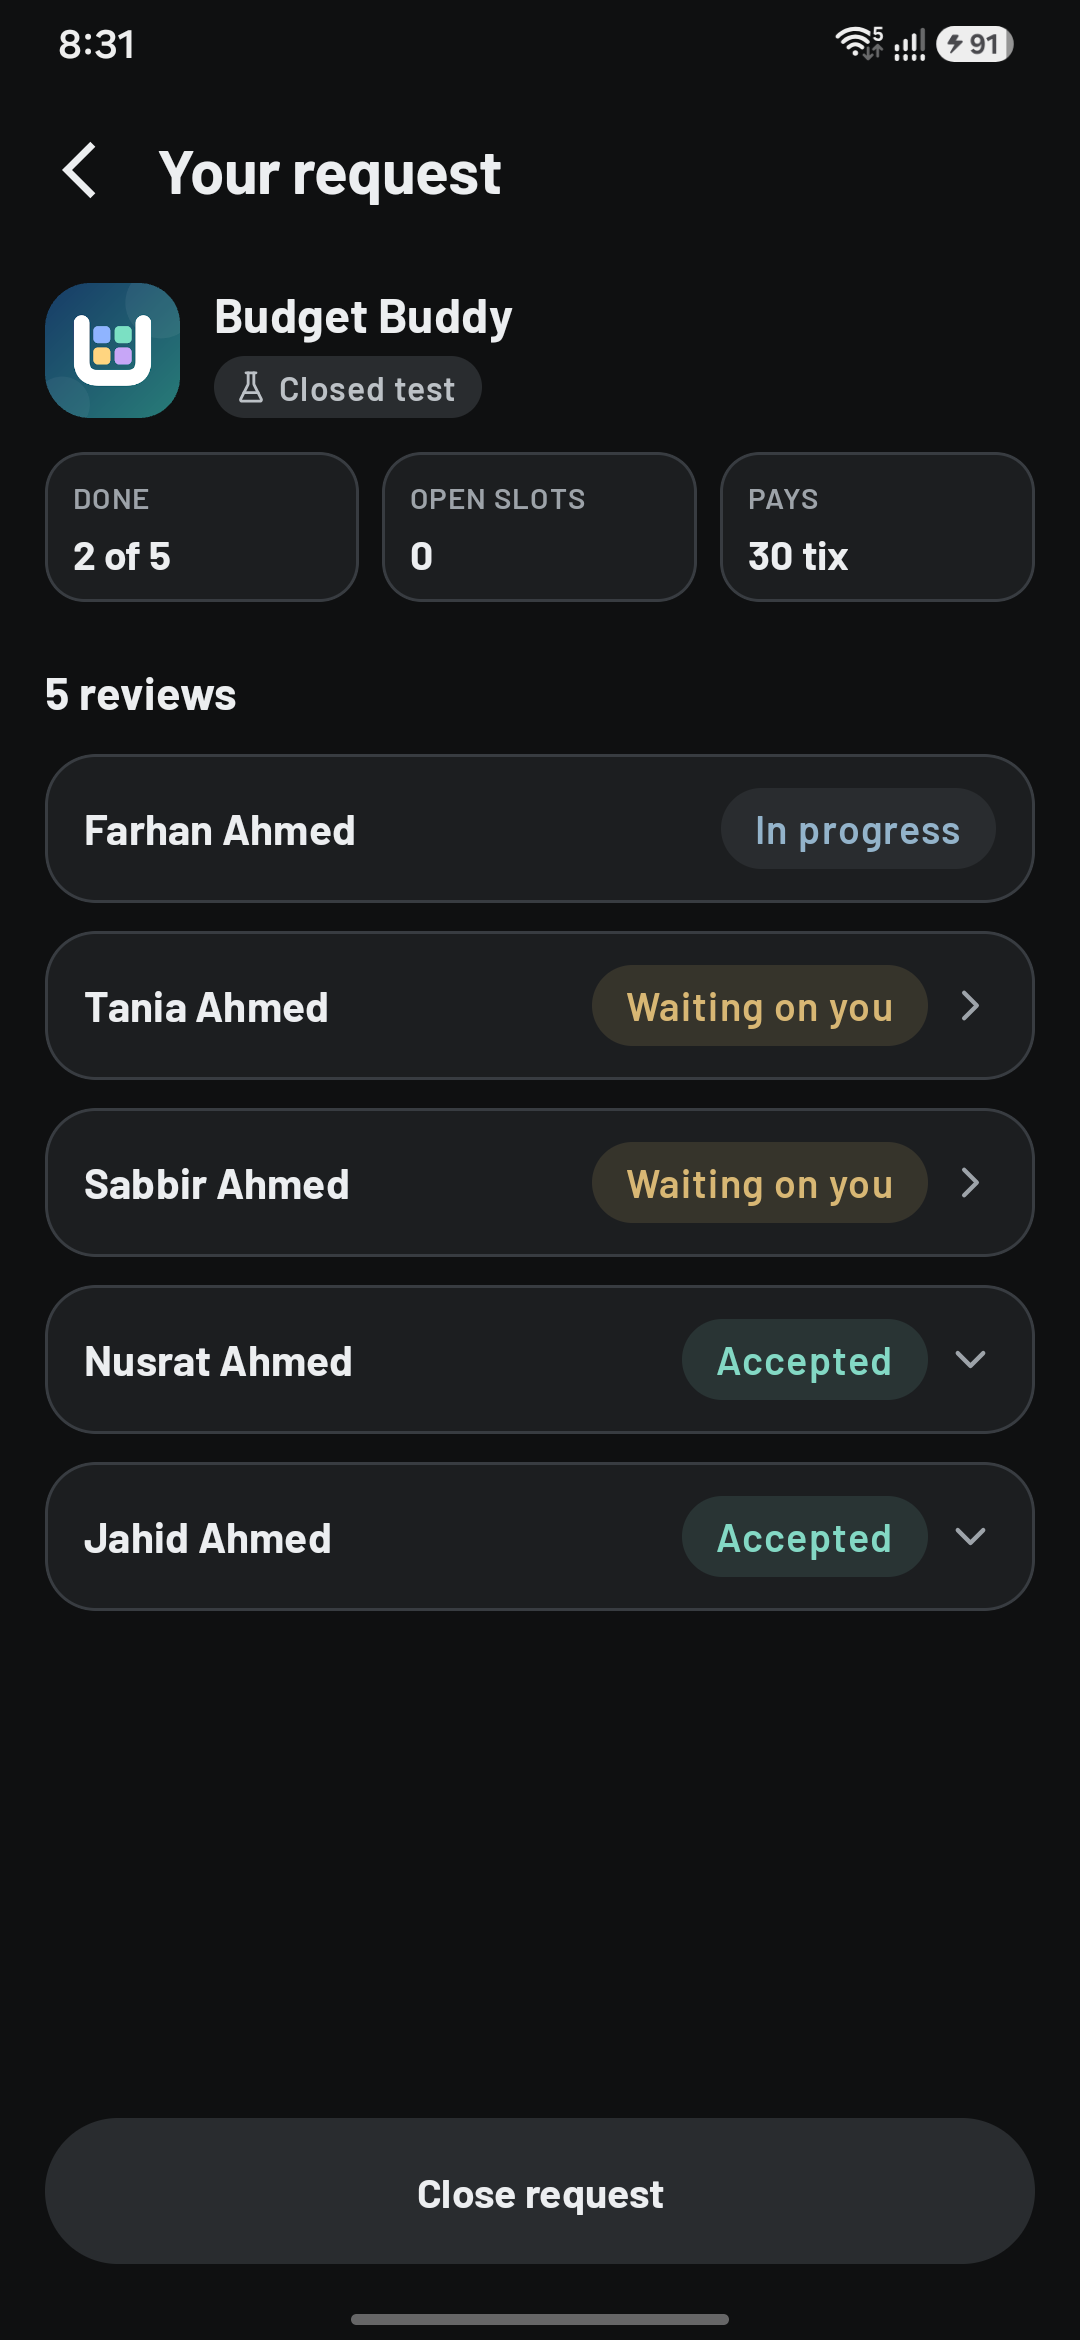 8:31
5
91
Your request
Budget Buddy
Closed test
DONE
2 of 5
OPEN SLOTS
0
PAYS
30 tix
5 reviews
Farhan Ahmed
In progress
Tania Ahmed
Waiting on you
Sabbir Ahmed
Waiting on you
Nusrat Ahmed
Accepted
Jahid Ahmed
Accepted
Close request